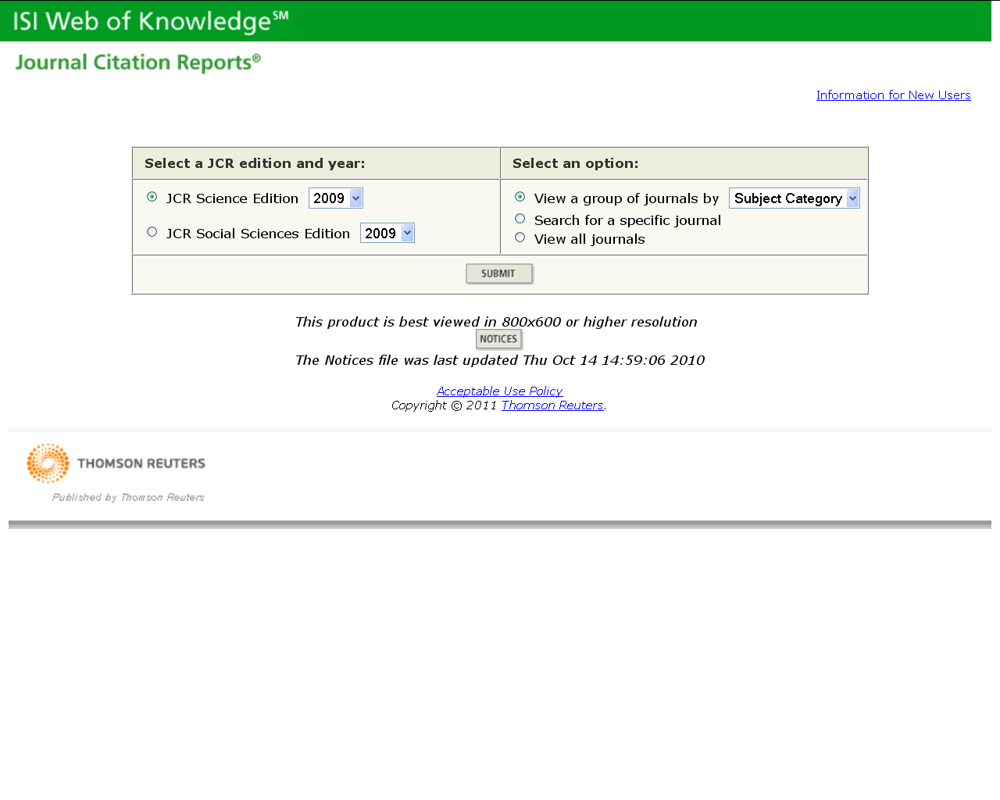 ISI Web of Knowledge℠
Journal Citation Reports®
Information for New Users
Select a JCR edition and year:
Select an option:
JCR Science Edition 2009
View a group of journals by Subject Category
Search for a specific journal
JCR Social Sciences Edition 2009
View all journals
SUBMIT
This product is best viewed in 800x600 or higher resolution
NOTICES
The Notices file was last updated Thu Oct 14 14:59:06 2010
Acceptable Use Policy
Copyright © 2011 Thomson Reuters.
THOMSON REUTERS
Published by Thomson Reuters